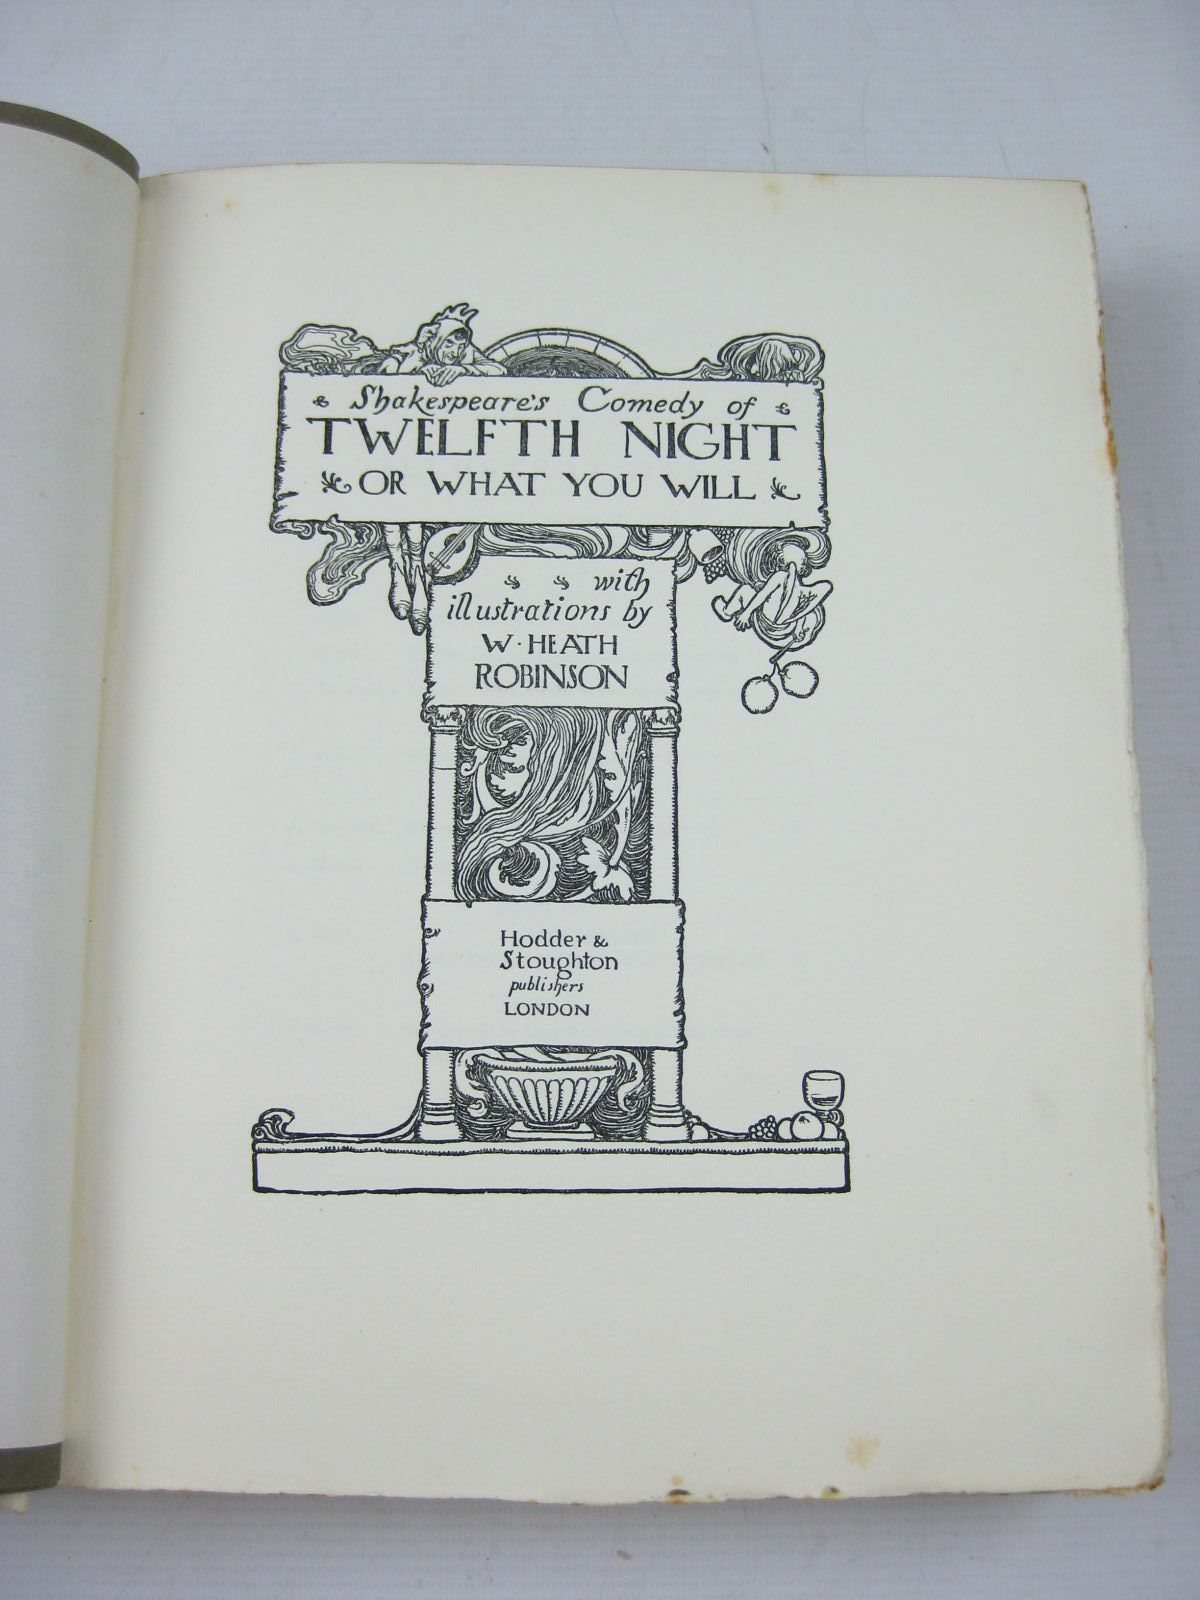 Shakespeare's Comedy of
TWELFTH NIGHT
OR WHAT YOU WILL
with
illustrations by
W. HEATH
ROBINSON
Hodder &
Stoughton
publishers
LONDON